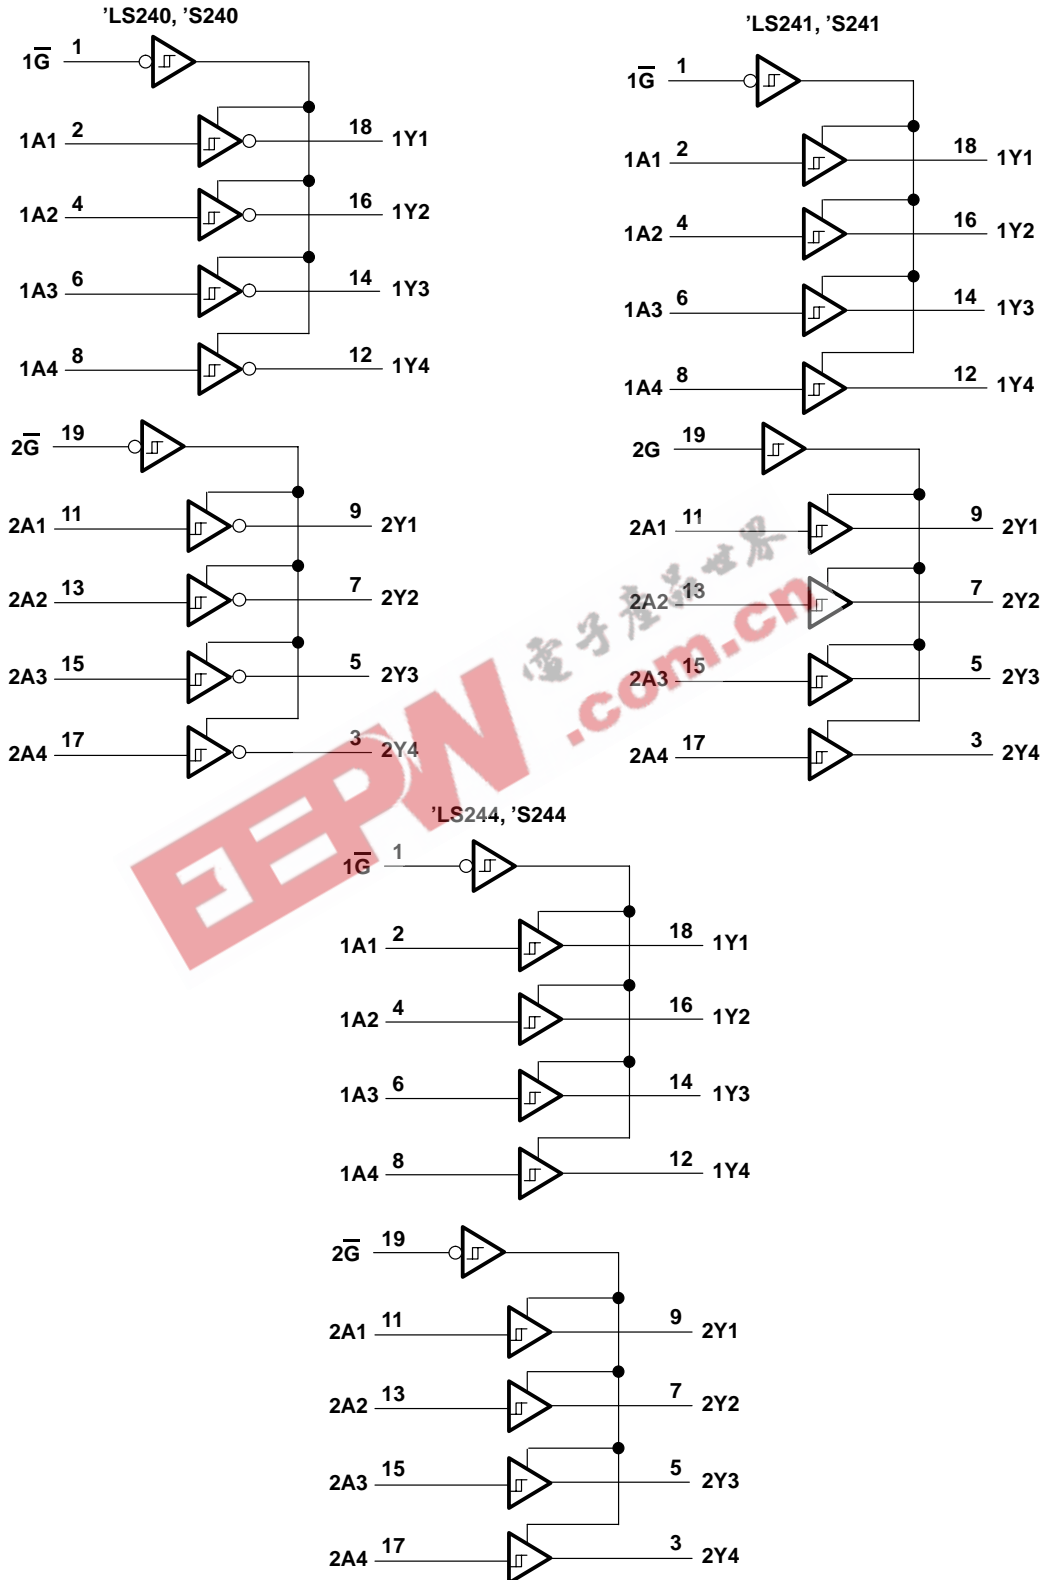 ’LS240, ’S240
1G̅ 1
1A1 2 18 1Y1
1A2 4 16 1Y2
1A3 6 14 1Y3
1A4 8 12 1Y4
2G̅ 19
2A1 11 9 2Y1
2A2 13 7 2Y2
2A3 15 5 2Y3
2A4 17 3 2Y4
’LS241, ’S241
1G̅ 1
1A1 2 18 1Y1
1A2 4 16 1Y2
1A3 6 14 1Y3
1A4 8 12 1Y4
2G 19
2A1 11 9 2Y1
2A2 13 7 2Y2
2A3 15 5 2Y3
2A4 17 3 2Y4
EEPW
電子產品世界
.com.cn
’LS244, ’S244
1G̅ 1
1A1 2 18 1Y1
1A2 4 16 1Y2
1A3 6 14 1Y3
1A4 8 12 1Y4
2G̅ 19
2A1 11 9 2Y1
2A2 13 7 2Y2
2A3 15 5 2Y3
2A4 17 3 2Y4